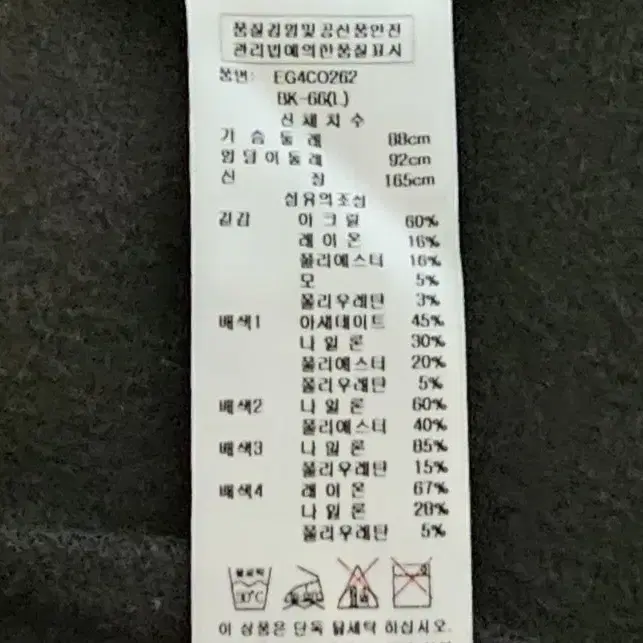 품질경영및공산품안전
관리법에의한품질표시
품번: EG4CO262
BK-66(L)
신체치수
가슴둘레 88cm
엉덩이둘레 92cm
신장 165cm
섬유의조성
겉감 아크릴 60%
레이온 16%
폴리에스터 16%
모 5%
폴리우레탄 3%
배색1 아세테이트 45%
나일론 30%
폴리에스터 20%
폴리우레탄 5%
배색2 나일론 60%
폴리에스터 40%
배색3 나일론 85%
폴리우레탄 15%
배색4 레이온 67%
나일론 28%
폴리우레탄 5%
30°C
이 상품은 단독 탈세탁 하십시오.